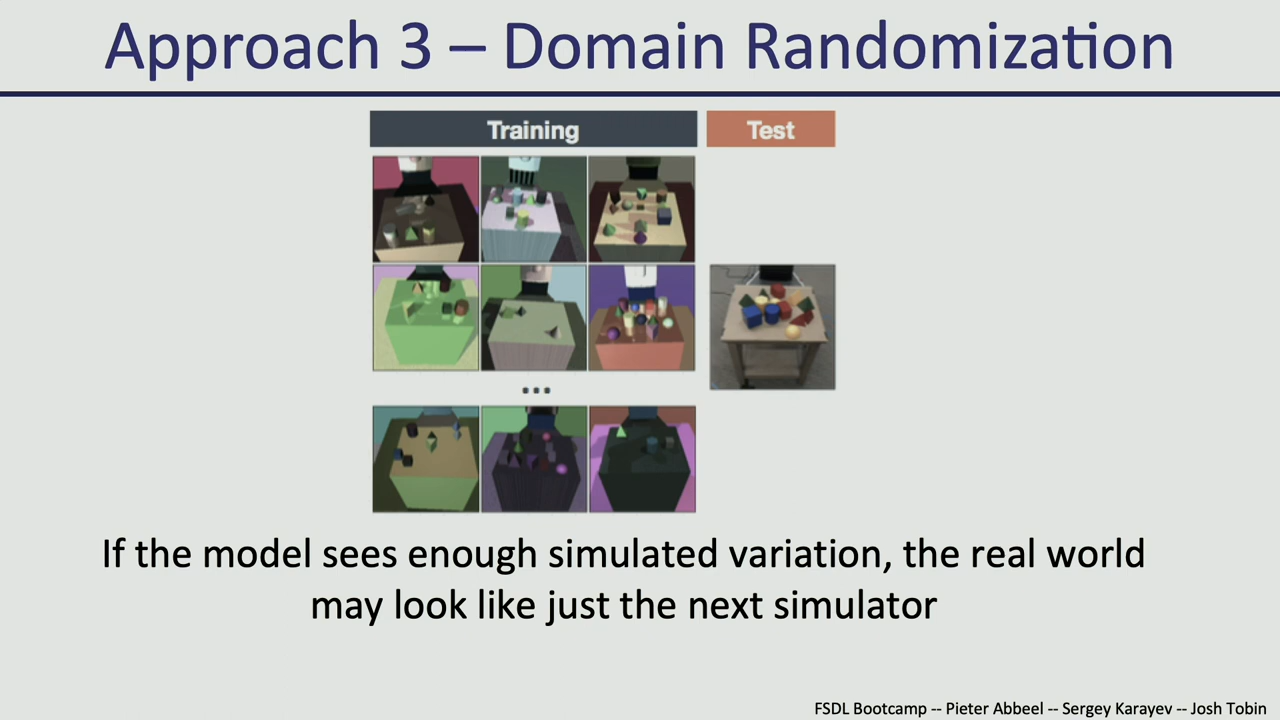 Approach 3 – Domain Randomization
Training
Test
...
If the model sees enough simulated variation, the real world
may look like just the next simulator
FSDL Bootcamp -- Pieter Abbeel -- Sergey Karayev -- Josh Tobin